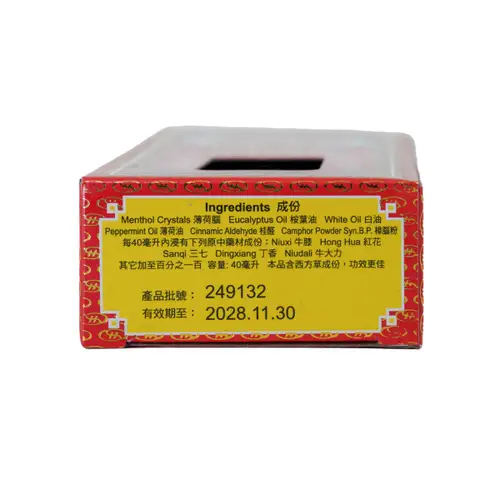 Ingredients 成份
Menthol Crystals 薄荷腦 Eucalyptus Oil 桉葉油 White Oil 白油
Peppermint Oil 薄荷油 Cinnamic Aldehyde 桂醛 Camphor Powder Syn.B.P. 樟腦粉
每40毫升內浸有下列原中藥材成份：Niuxi 牛膝 Hong Hua 紅花
Sanqi 三七 Dingxiang 丁香 Niudali 牛大力
其它加至百分之一百 容量: 40毫升 本品含西方草成份，功效更佳
產品批號： 249132
有效期至： 2028.11.30